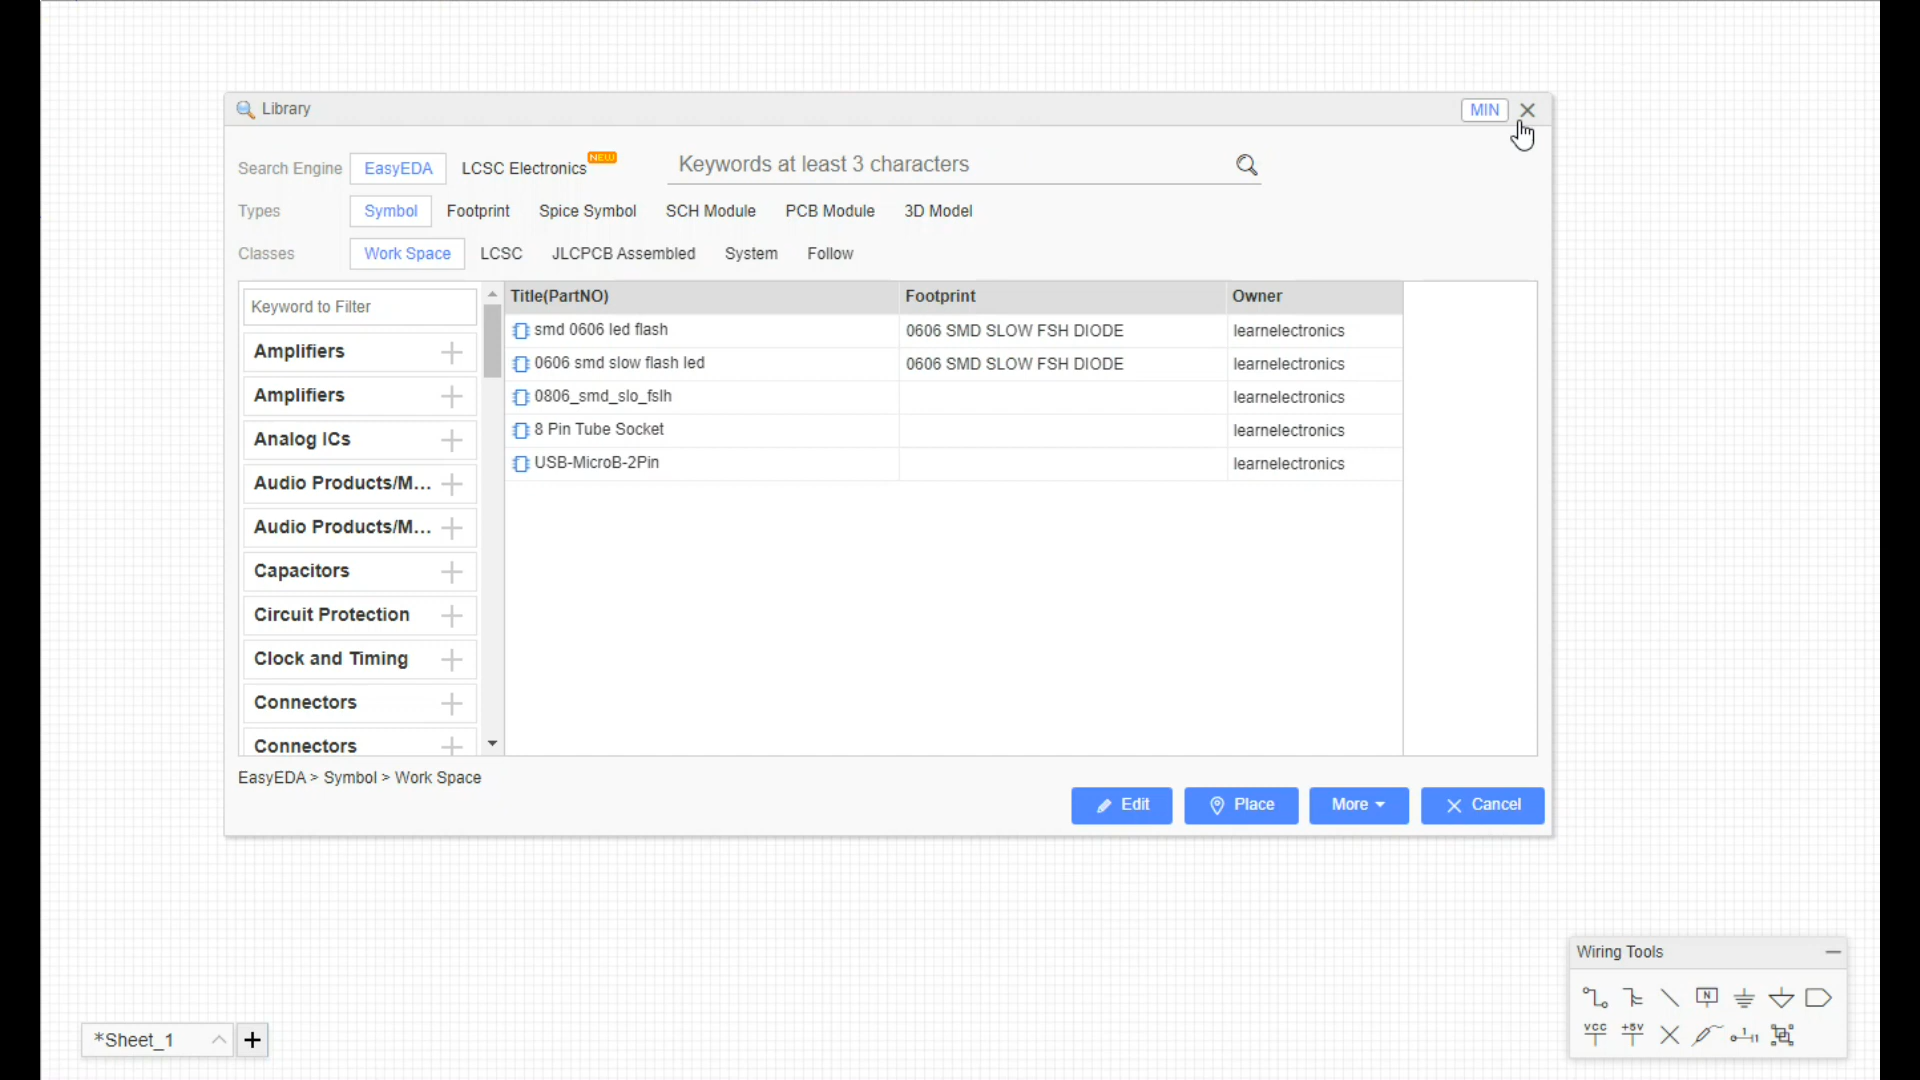 Library MIN
Search Engine EasyEDA LCSC Electronics NEW Keywords at least 3 characters
Types Symbol Footprint Spice Symbol SCH Module PCB Module 3D Model
Classes Work Space LCSC JLCPCB Assembled System Follow
Keyword to Filter
Amplifiers
Amplifiers
Analog ICs
Audio Products/M...
Audio Products/M...
Capacitors
Circuit Protection
Clock and Timing
Connectors
Connectors
Title(PartNO) Footprint Owner
smd 0606 led flash 0606 SMD SLOW FSH DIODE learnelectronics
0606 smd slow flash led 0606 SMD SLOW FSH DIODE learnelectronics
0806_smd_slo_fslh learnelectronics
8 Pin Tube Socket learnelectronics
USB-MicroB-2Pin learnelectronics
EasyEDA > Symbol > Work Space
Edit Place More Cancel
Wiring Tools
N
VCC +5V 1
*Sheet_1